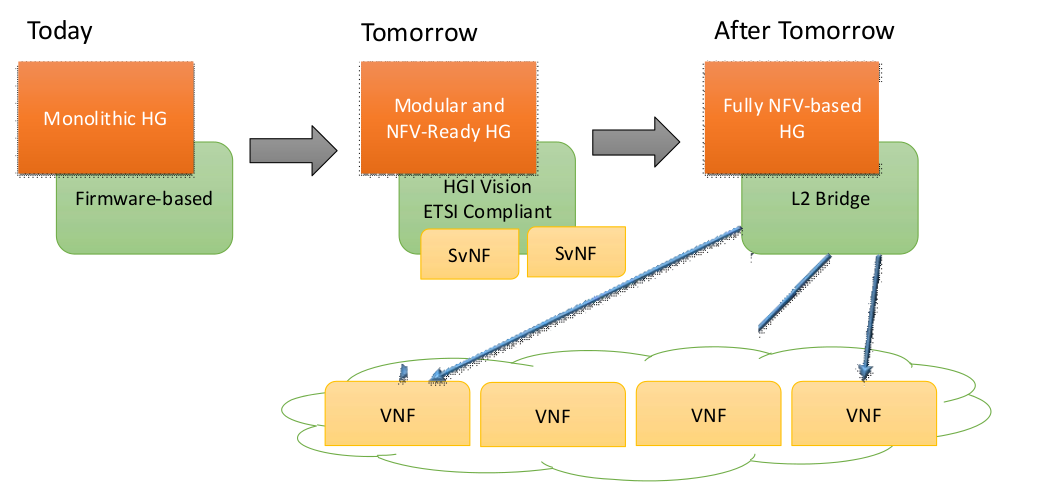 Today
Tomorrow
After Tomorrow
Monolithic HG
Firmware-based
Modular and
NFV-Ready HG
HGI Vision
ETSI Compliant
SvNF
SvNF
Fully NFV-based
HG
L2 Bridge
VNF
VNF
VNF
VNF